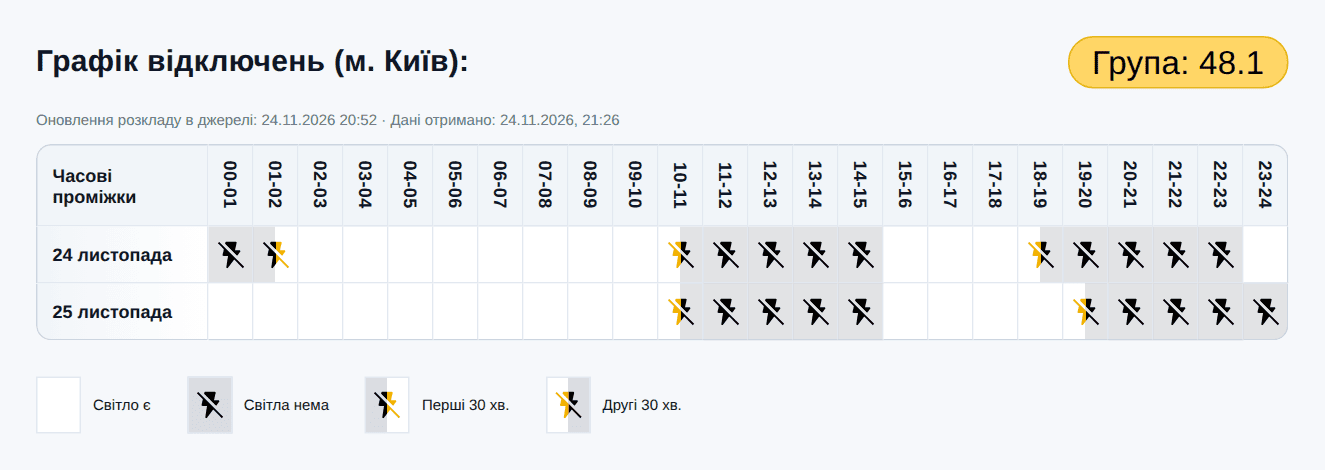 Графік відключень (м. Київ):
Група: 48.1
Оновлення розкладу в джерелі: 24.11.2026 20:52 · Дані отримано: 24.11.2026, 21:26
Часові
проміжки
00-01
01-02
02-03
03-04
04-05
05-06
06-07
07-08
08-09
09-10
10-11
11-12
12-13
13-14
14-15
15-16
16-17
17-18
18-19
19-20
20-21
21-22
22-23
23-24
24 листопада
25 листопада
Світло є
Світла нема
Перші 30 хв.
Другі 30 хв.